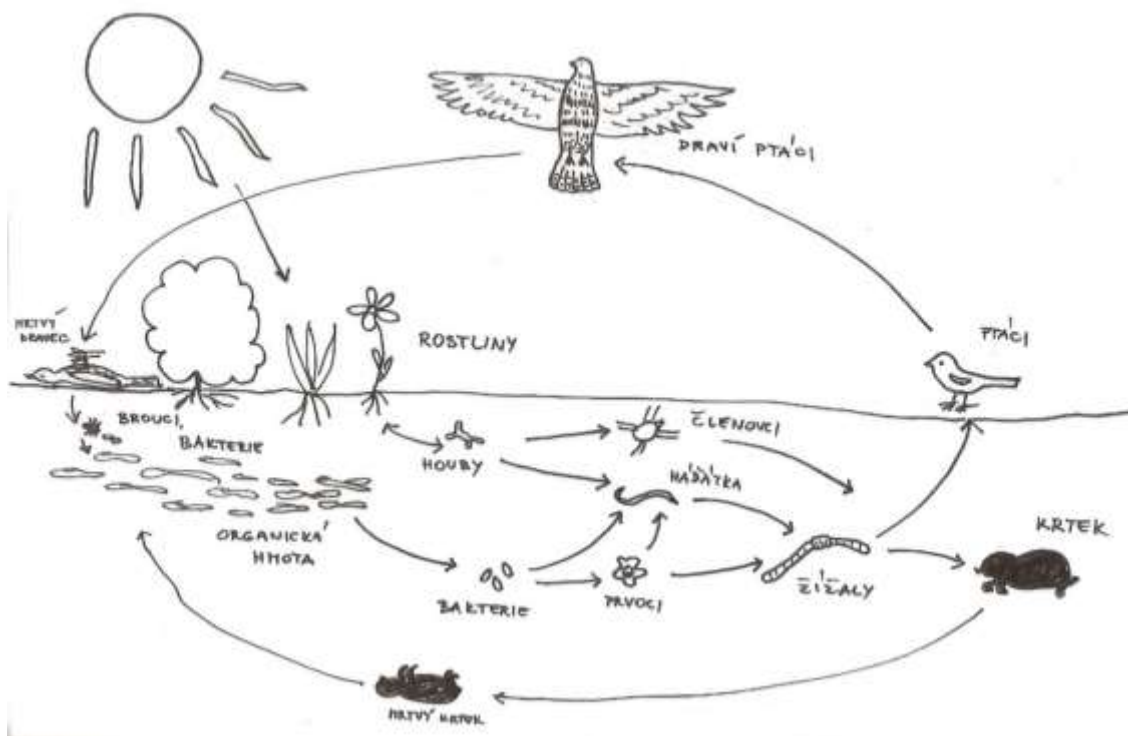 DRAVÍ PTÁCI
MRTVÝ
DRAVEC
ROSTLINY
PTÁCI
BROUCI,
BAKTERIE
HOUBY
ČLENOVCI
HÁĎÁTKA
KRTEK
ORGANICKÁ
HMOTA
BAKTERIE
PRVOCI
ŽÍŽALY
MRTVÝ KRTEK